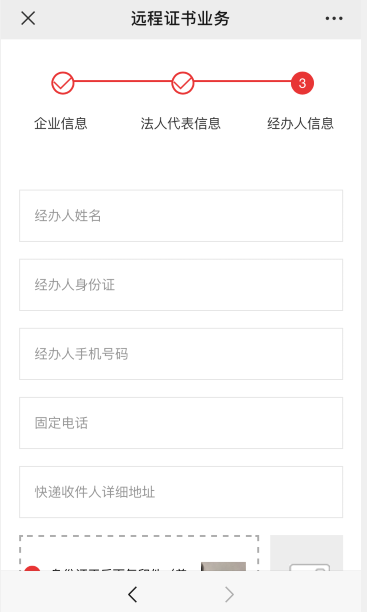 远程证书业务
3
企业信息
法人代表信息
经办人信息
经办人姓名
经办人身份证
经办人手机号码
固定电话
快递收件人详细地址